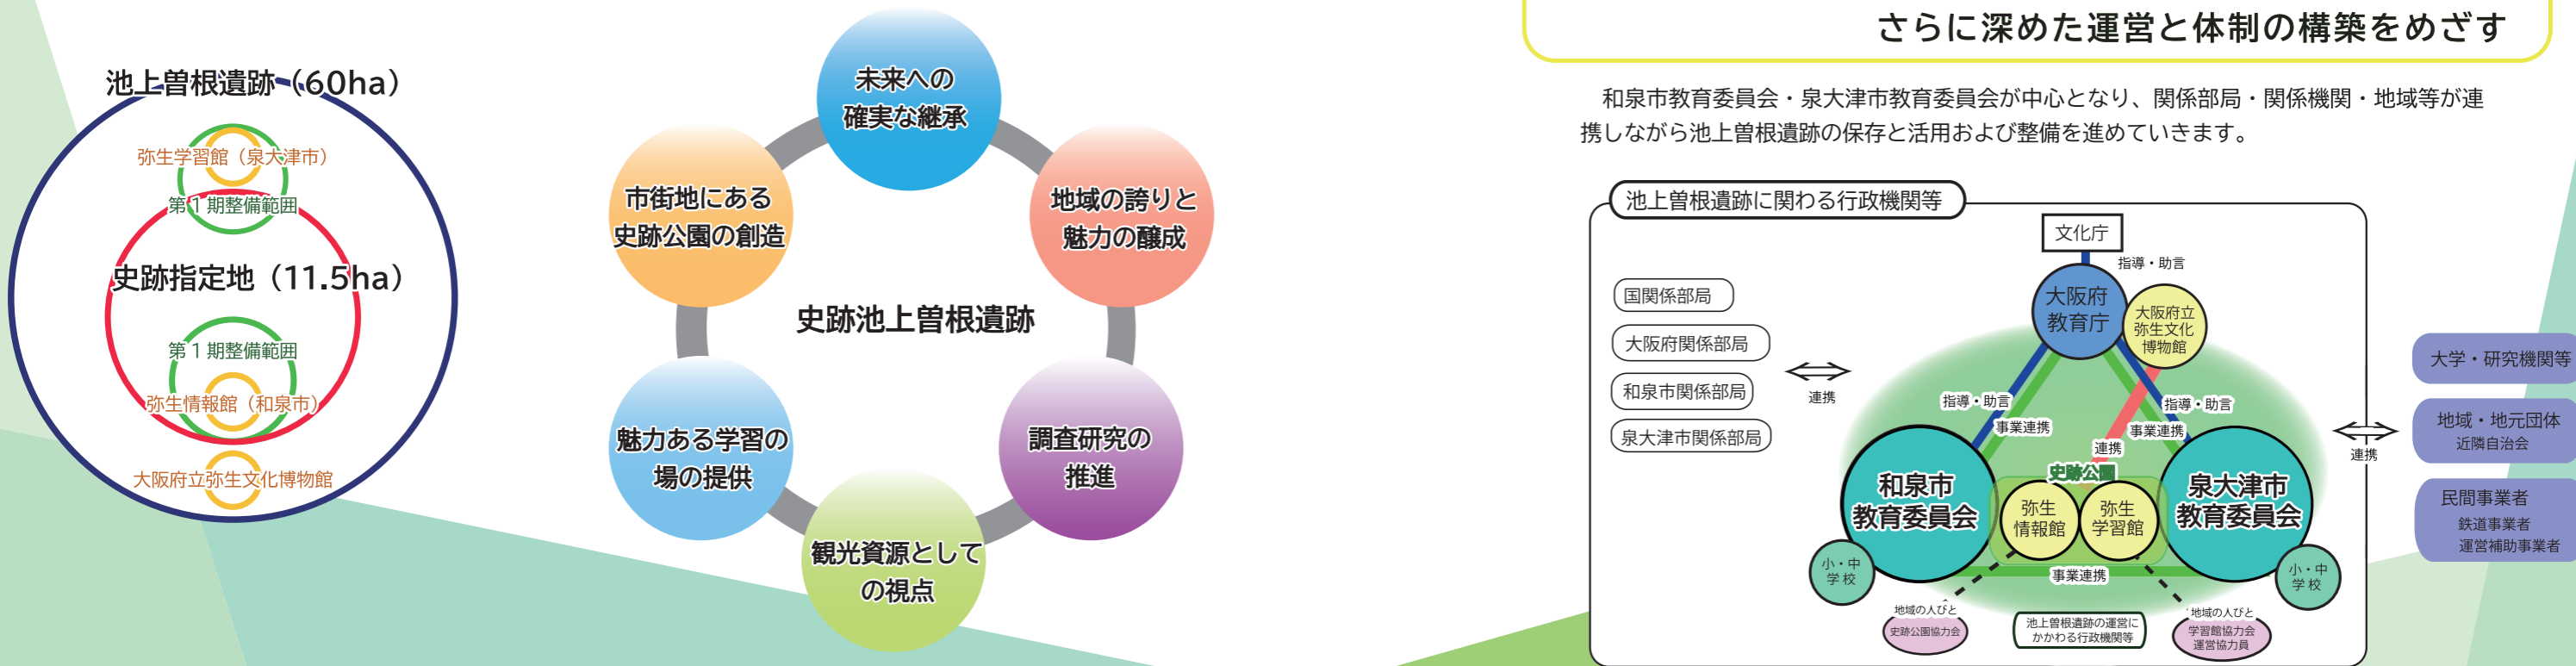 池上曽根遺跡（60ha）
弥生学習館（泉大津市）
第１期整備範囲
史跡指定地（11.5ha）
第１期整備範囲
弥生情報館（和泉市）
大阪府立弥生文化博物館
未来への
確実な継承
市街地にある
史跡公園の創造
地域の誇りと
魅力の醸成
史跡池上曽根遺跡
魅力ある学習の
場の提供
調査研究の
推進
観光資源として
の視点
さらに深めた運営と体制の構築をめざす
和泉市教育委員会・泉大津市教育委員会が中心となり、関係部局・関係機関・地域等が連
携しながら池上曽根遺跡の保存と活用および整備を進めていきます。
池上曽根遺跡に関わる行政機関等
文化庁
指導・助言
大阪府
教育庁
大阪府立
弥生文化
博物館
国関係部局
大阪府関係部局
和泉市関係部局
泉大津市関係部局
連携
指導・助言
事業連携
指導・助言
事業連携
連携
史跡公園
和泉市
教育委員会
弥生
情報館
弥生
学習館
泉大津市
教育委員会
小・中
学 校
事業連携
小・中
学 校
地域の人びと
史跡公園協力会
池上曽根遺跡の運営に
かかわる行政機関等
地域の人びと
学習館協力会
運営協力員
連携
大学・研究機関等
地域・地元団体
近隣自治会
民間事業者
鉄道事業者
運営補助事業者